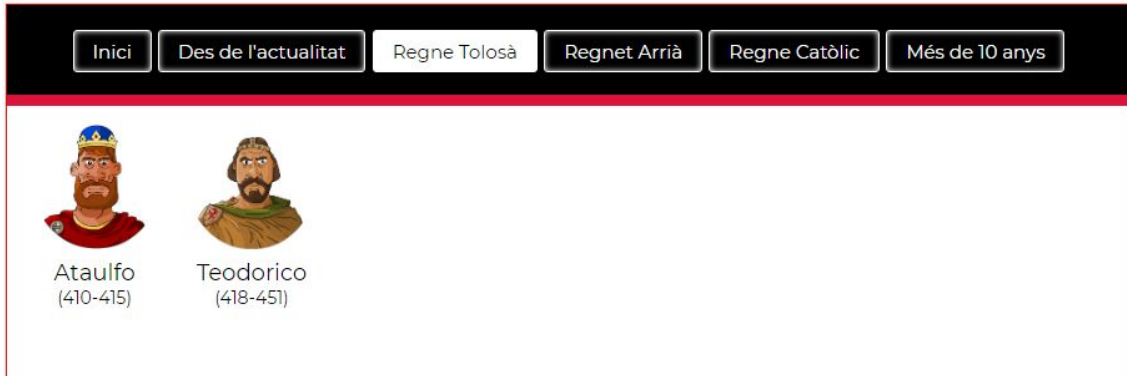 Inici Des de l'actualitat Regne Tolosà Regnet Arrià Regne Catòlic Més de 10 anys
Ataulfo Teodorico
(410-415) (418-451)